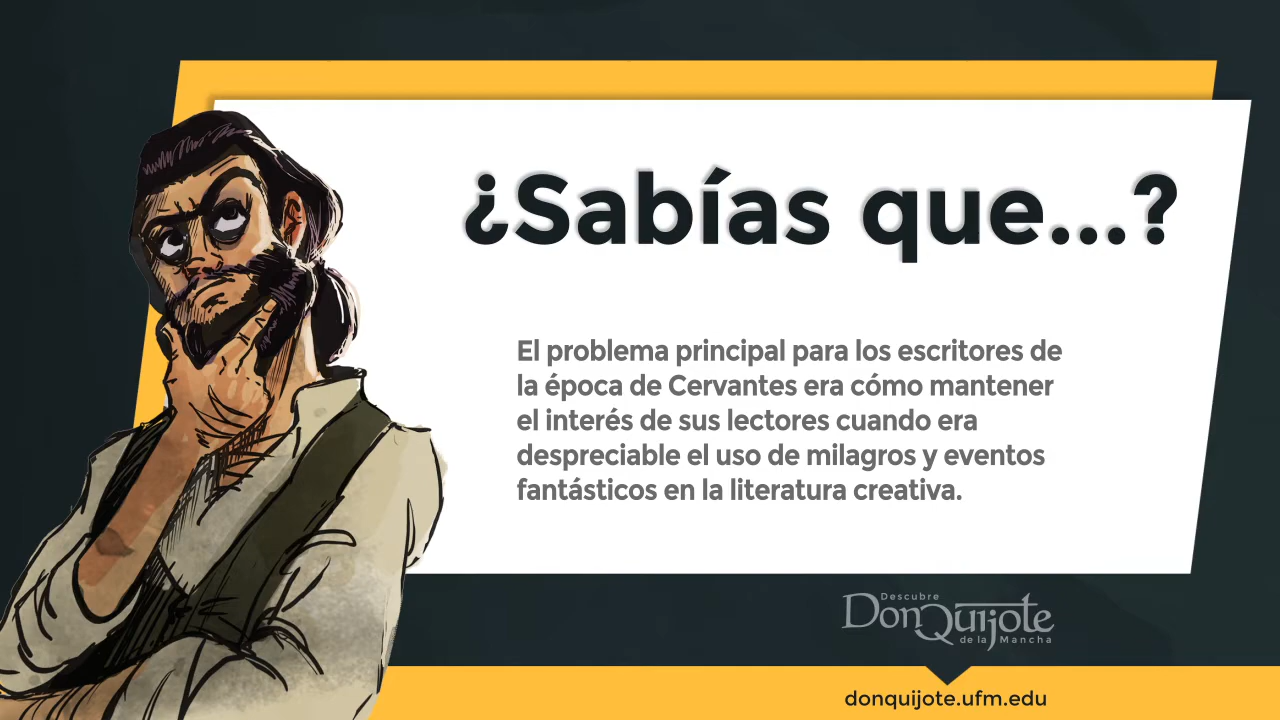 ¿Sabías que...?
El problema principal para los escritores de
la época de Cervantes era cómo mantener
el interés de sus lectores cuando era
despreciable el uso de milagros y eventos
fantásticos en la literatura creativa.
Descubre
DonQuijote
de la Mancha
donquijote.ufm.edu